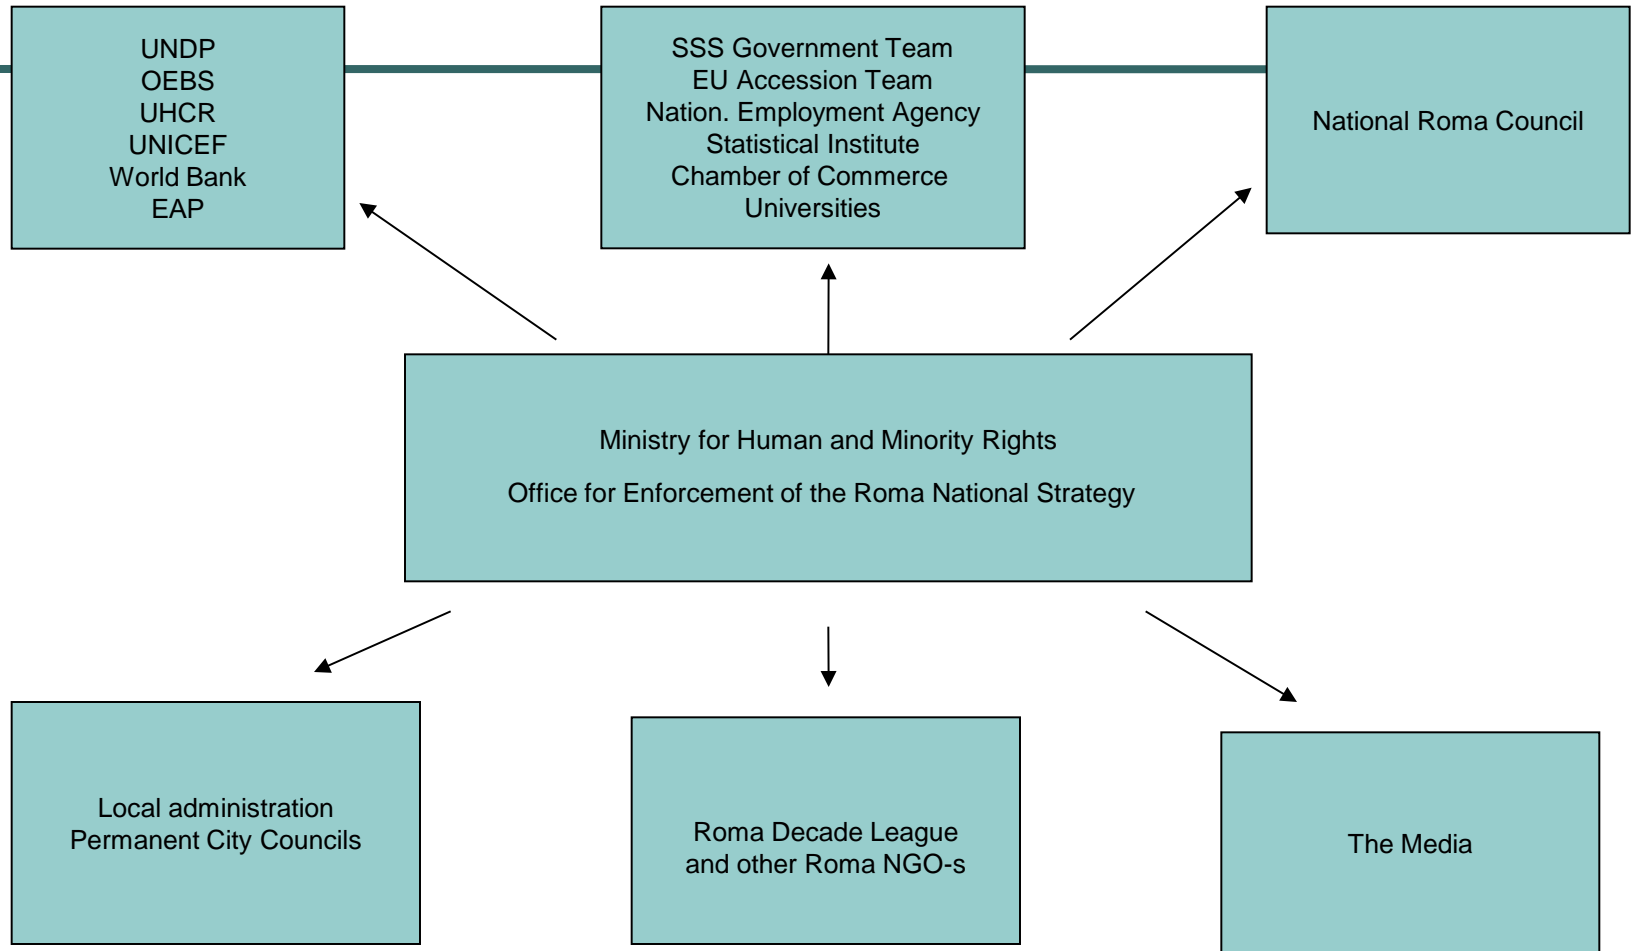 UNDP
OEBS
UHCR
UNICEF
World Bank
EAP
SSS Government Team
EU Accession Team
Nation. Employment Agency
Statistical Institute
Chamber of Commerce
Universities
National Roma Council
Ministry for Human and Minority Rights
Office for Enforcement of the Roma National Strategy
Local administration
Permanent City Councils
Roma Decade League
and other Roma NGO-s
The Media